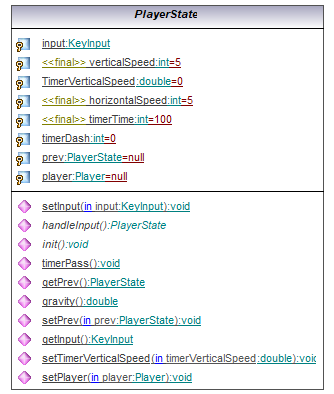 PlayerState
input:KeyInput
<<final>> verticalSpeed:int=5
TimerVerticalSpeed:double=0
<<final>> horizontalSpeed:int=5
<<final>> timerTime:int=100
timerDash:int=0
prev:PlayerState=null
player:Player=null
setInput(in input:KeyInput):void
handleInput():PlayerState
init():void
timerPass():void
getPrev():PlayerState
gravity():double
setPrev(in prev:PlayerState):void
getInput():KeyInput
setTimerVerticalSpeed(in timerVerticalSpeed:double):voi
setPlayer(in player:Player):void